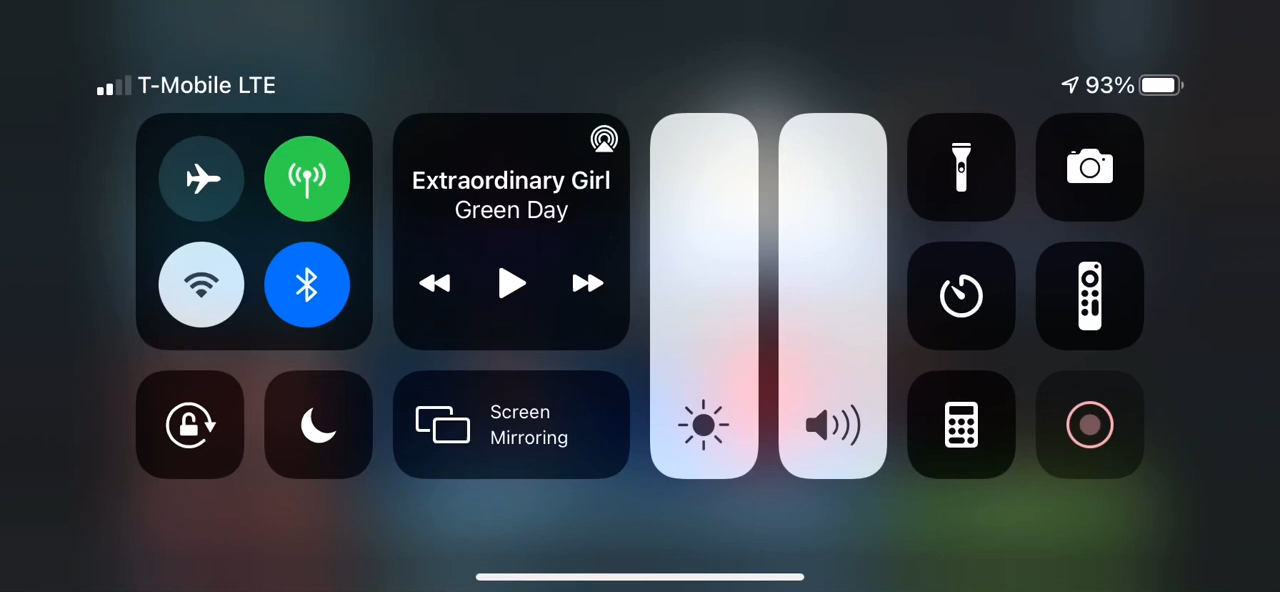 T-Mobile LTE
93%
Extraordinary Girl
Green Day
Screen
Mirroring